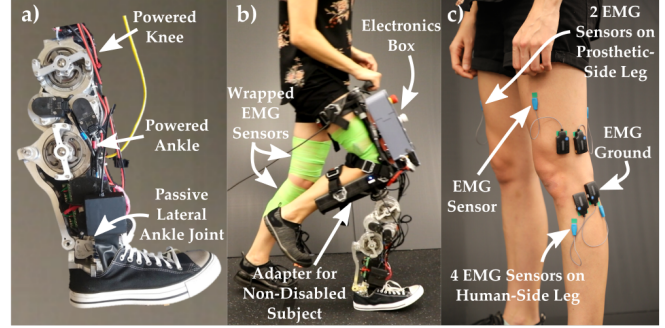 a)
Powered
Knee
Powered
Ankle
Passive
Lateral
Ankle Joint
b)
Electronics
Box
Wrapped
EMG
Sensors
Adapter for
Non-Disabled
Subject
c)
2 EMG
Sensors on
Prosthetic-
Side Leg
EMG
Ground
EMG
Sensor
4 EMG Sensors on
Human-Side Leg